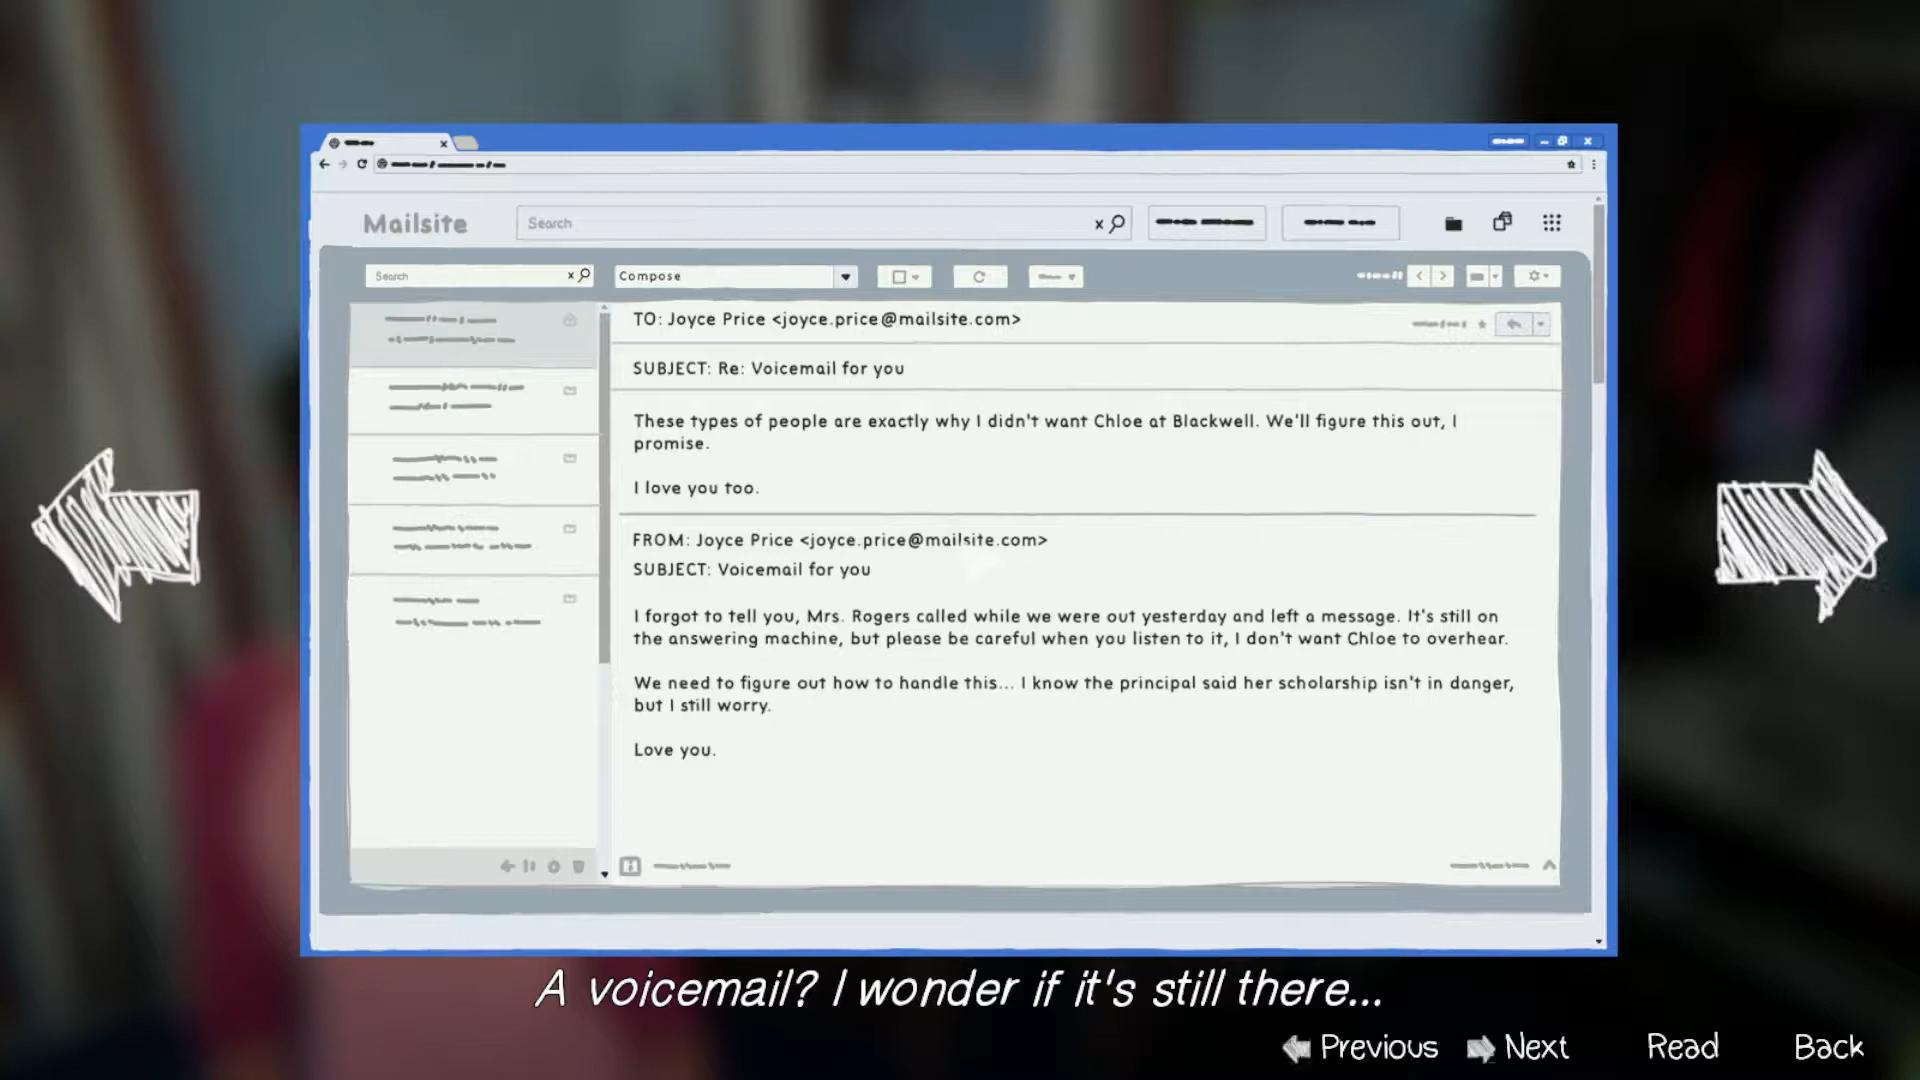 Mailsite
Search
x
Search
x
Compose
TO: Joyce Price <joyce.price@mailsite.com>
SUBJECT: Re: Voicemail for you
These types of people are exactly why I didn't want Chloe at Blackwell. We'll figure this out, I
promise.
I love you too.
FROM: Joyce Price <joyce.price@mailsite.com>
SUBJECT: Voicemail for you
I forgot to tell you, Mrs. Rogers called while we were out yesterday and left a message. It's still on
the answering machine, but please be careful when you listen to it, I don't want Chloe to overhear.
We need to figure out how to handle this... I know the principal said her scholarship isn't in danger,
but I still worry.
Love you.
A voicemail? I wonder if it's still there...
Previous Next Read Back